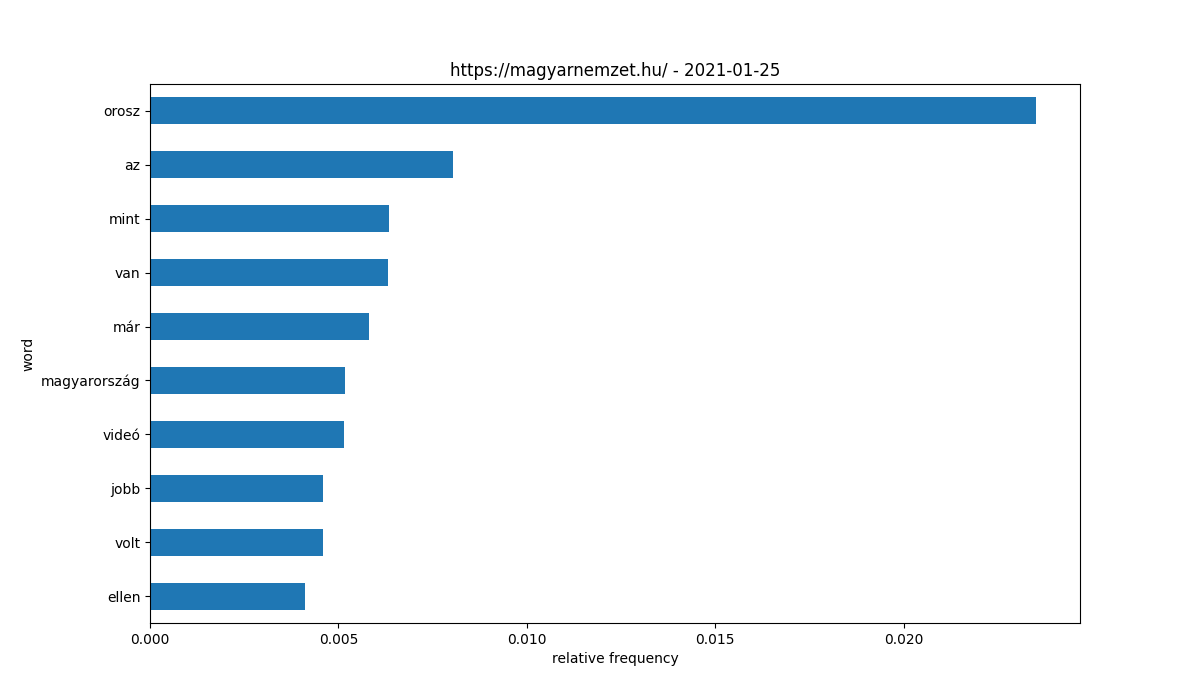 https://magyarnemzet.hu/ - 2021-01-25
orosz
az
mint
van
már
magyarország
videó
jobb
volt
ellen
word
0.000 0.005 0.010 0.015 0.020
relative frequency